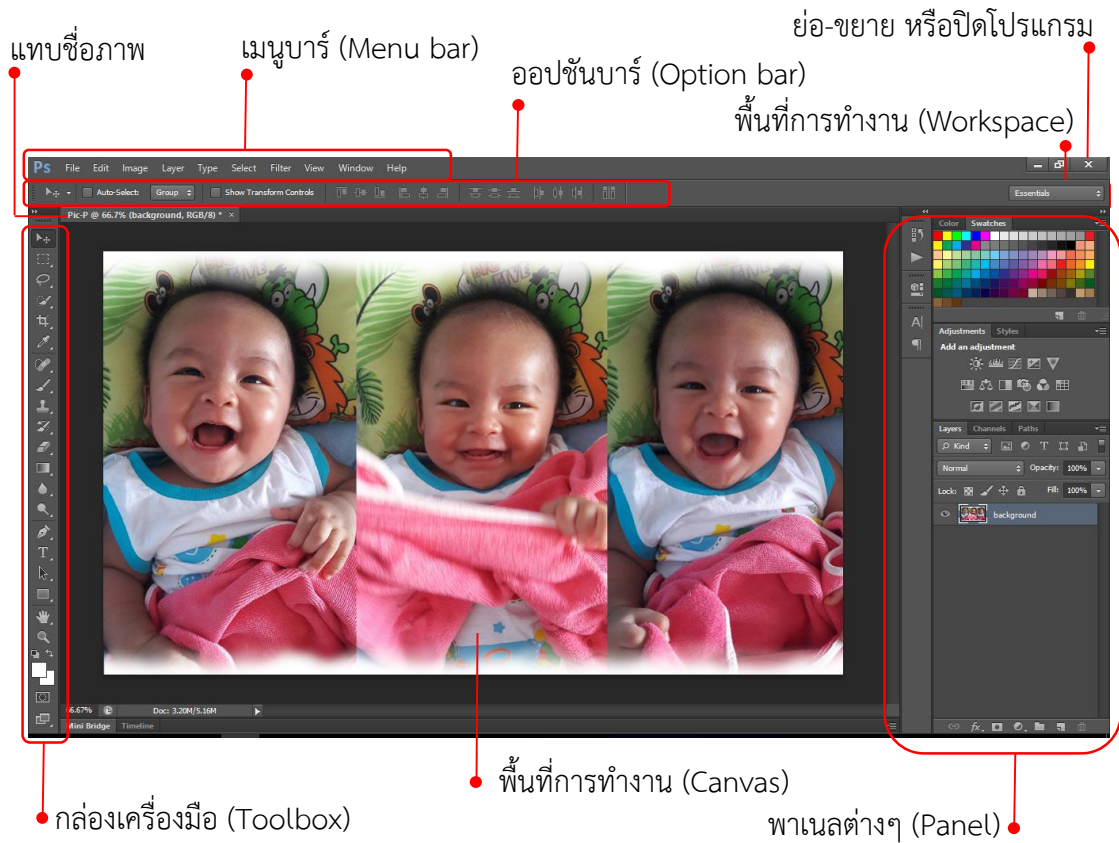 ย่อ-ขยาย หรือปิดโปรแกรม
แทบชื่อภาพ
เมนูบาร์ (Menu bar)
ออปชันบาร์ (Option bar)
พื้นที่การทำงาน (Workspace)
Ps File Edit Image Layer Type Select Filter View Window Help
Auto-Select: Group Show Transform Controls Essentials
Pic-P @ 66.7% (background, RGB/8) * ×
Color Swatches
Adjustments Styles
Add an adjustment
Layers Channels Paths
Kind
Normal Opacity: 100%
Lock: Fill: 100%
background
66.67% Doc: 3.20M/5.16M
Mini Bridge Timeline
fx
พื้นที่การทำงาน (Canvas)
กล่องเครื่องมือ (Toolbox)
พาเนลต่างๆ (Panel)